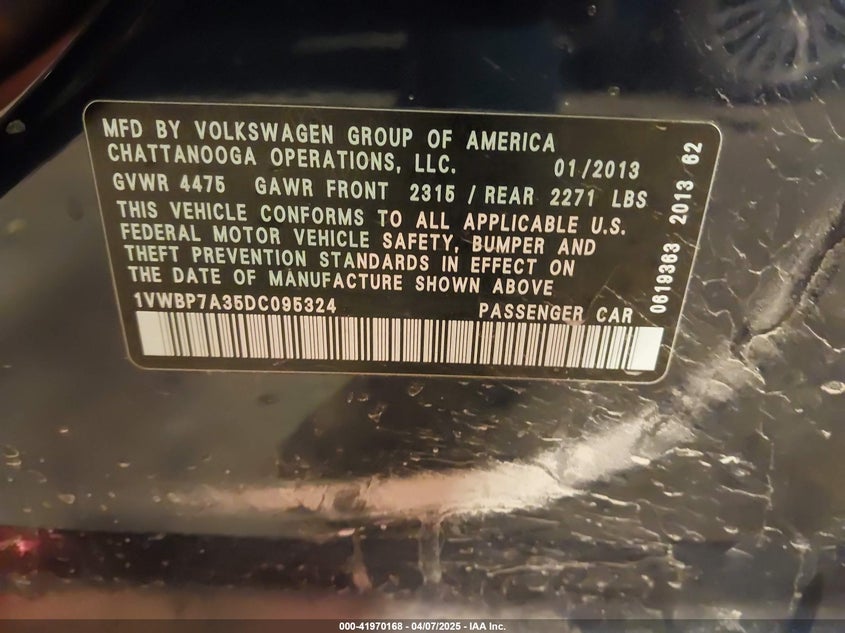 MFD BY VOLKSWAGEN GROUP OF AMERICA
CHATTANOOGA OPERATIONS, LLC. 01/2013
GVWR 4475 GAWR FRONT 2315 / REAR 2271 LBS
THIS VEHICLE CONFORMS TO ALL APPLICABLE U.S.
FEDERAL MOTOR VEHICLE SAFETY, BUMPER AND
THEFT PREVENTION STANDARDS IN EFFECT ON
THE DATE OF MANUFACTURE SHOWN ABOVE
1VWBP7A35DC095324 PASSENGER CAR
0619363 2013 62
000-41970168 - 04/07/2025 - IAA Inc.